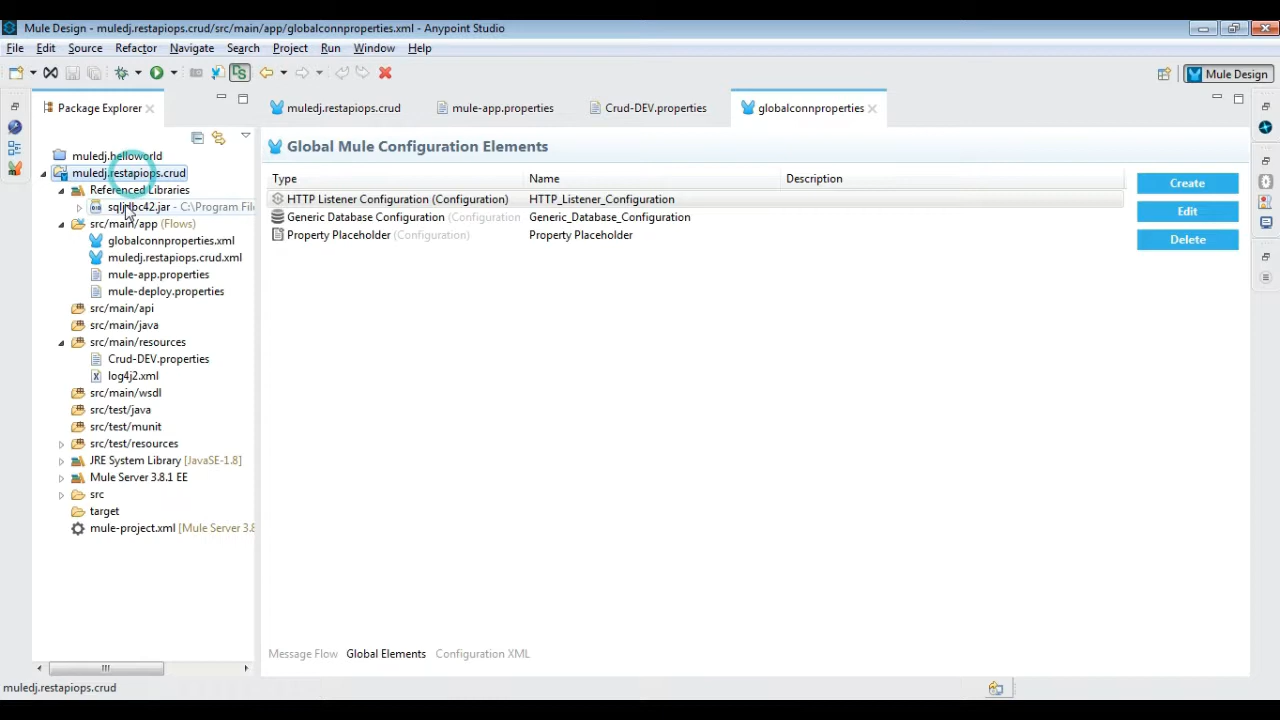 Mule Design - muledj.restapiops.crud/src/main/app/globalconnproperties.xml - Anypoint Studio
File Edit Source Refactor Navigate Search Project Run Window Help
Mule Design
Package Explorer
muledj.restapiops.crud mule-app.properties Crud-DEV.properties globalconnproperties
muledj.helloworld
muledj.restapiops.crud
Referenced Libraries
sqljdbc42.jar - C:\Program File
src/main/app (Flows)
globalconnproperties.xml
muledj.restapiops.crud.xml
mule-app.properties
mule-deploy.properties
src/main/api
src/main/java
src/main/resources
Crud-DEV.properties
log4j2.xml
src/main/wsdl
src/test/java
src/test/munit
src/test/resources
JRE System Library [JavaSE-1.8]
Mule Server 3.8.1 EE
src
target
mule-project.xml [Mule Server 3.8
Global Mule Configuration Elements
Type Name Description
HTTP Listener Configuration (Configuration) HTTP_Listener_Configuration
Generic Database Configuration (Configuration Generic_Database_Configuration
Property Placeholder (Configuration) Property Placeholder
Create
Edit
Delete
Message Flow Global Elements Configuration XML
muledj.restapiops.crud